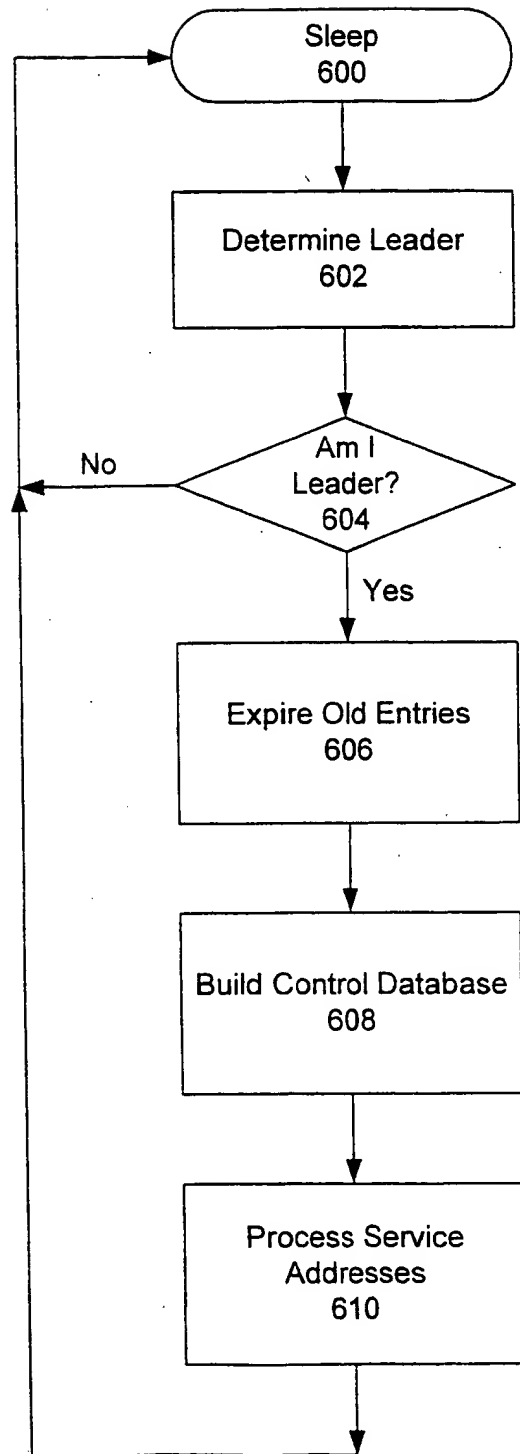 Sleep
600
Determine Leader
602
Am I
Leader?
604
No
Yes
Expire Old Entries
606
Build Control Database
608
Process Service
Addresses
610